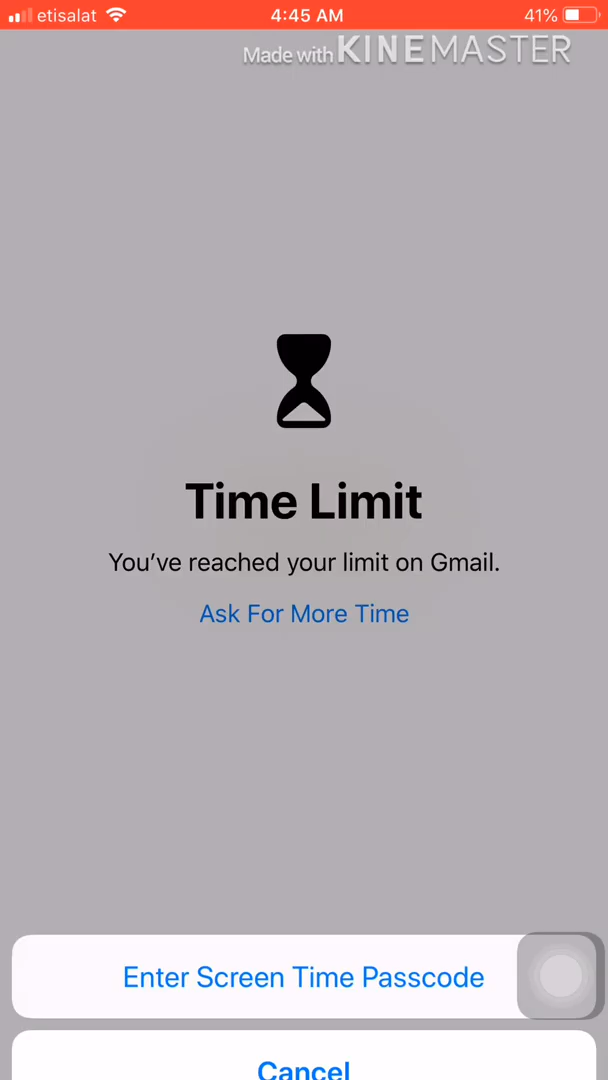 etisalat 4:45 AM 41%
Made with KINEMASTER
Time Limit
You've reached your limit on Gmail.
Ask For More Time
Enter Screen Time Passcode
Cancel